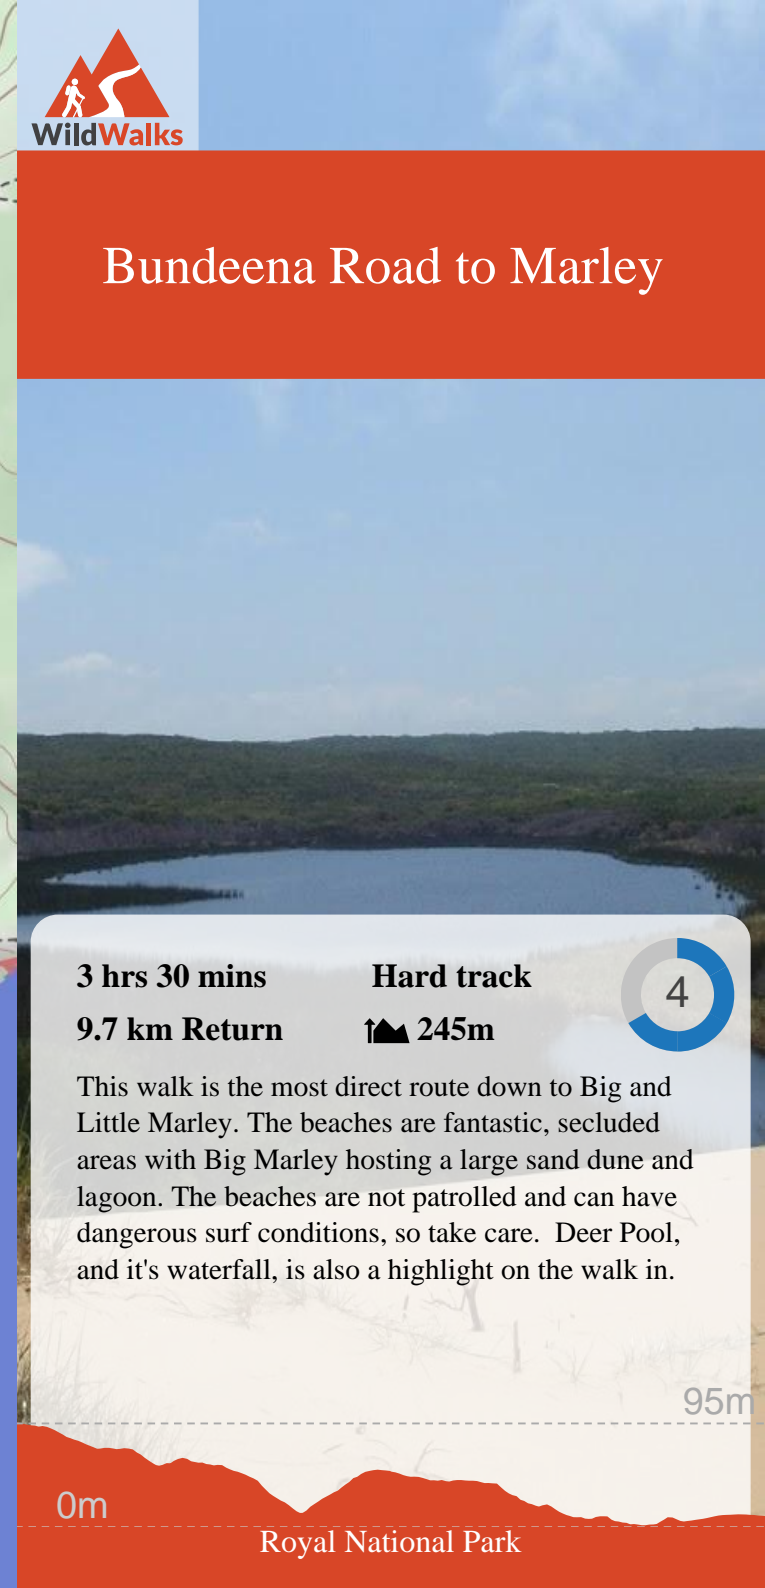 WildWalks
Bundeena Road to Marley
3 hrs 30 mins
Hard track
4
9.7 km Return
245m
This walk is the most direct route down to Big and
Little Marley. The beaches are fantastic, secluded
areas with Big Marley hosting a large sand dune and
lagoon. The beaches are not patrolled and can have
dangerous surf conditions, so take care.  Deer Pool,
and it's waterfall, is also a highlight on the walk in.
95m
0m
Royal National Park